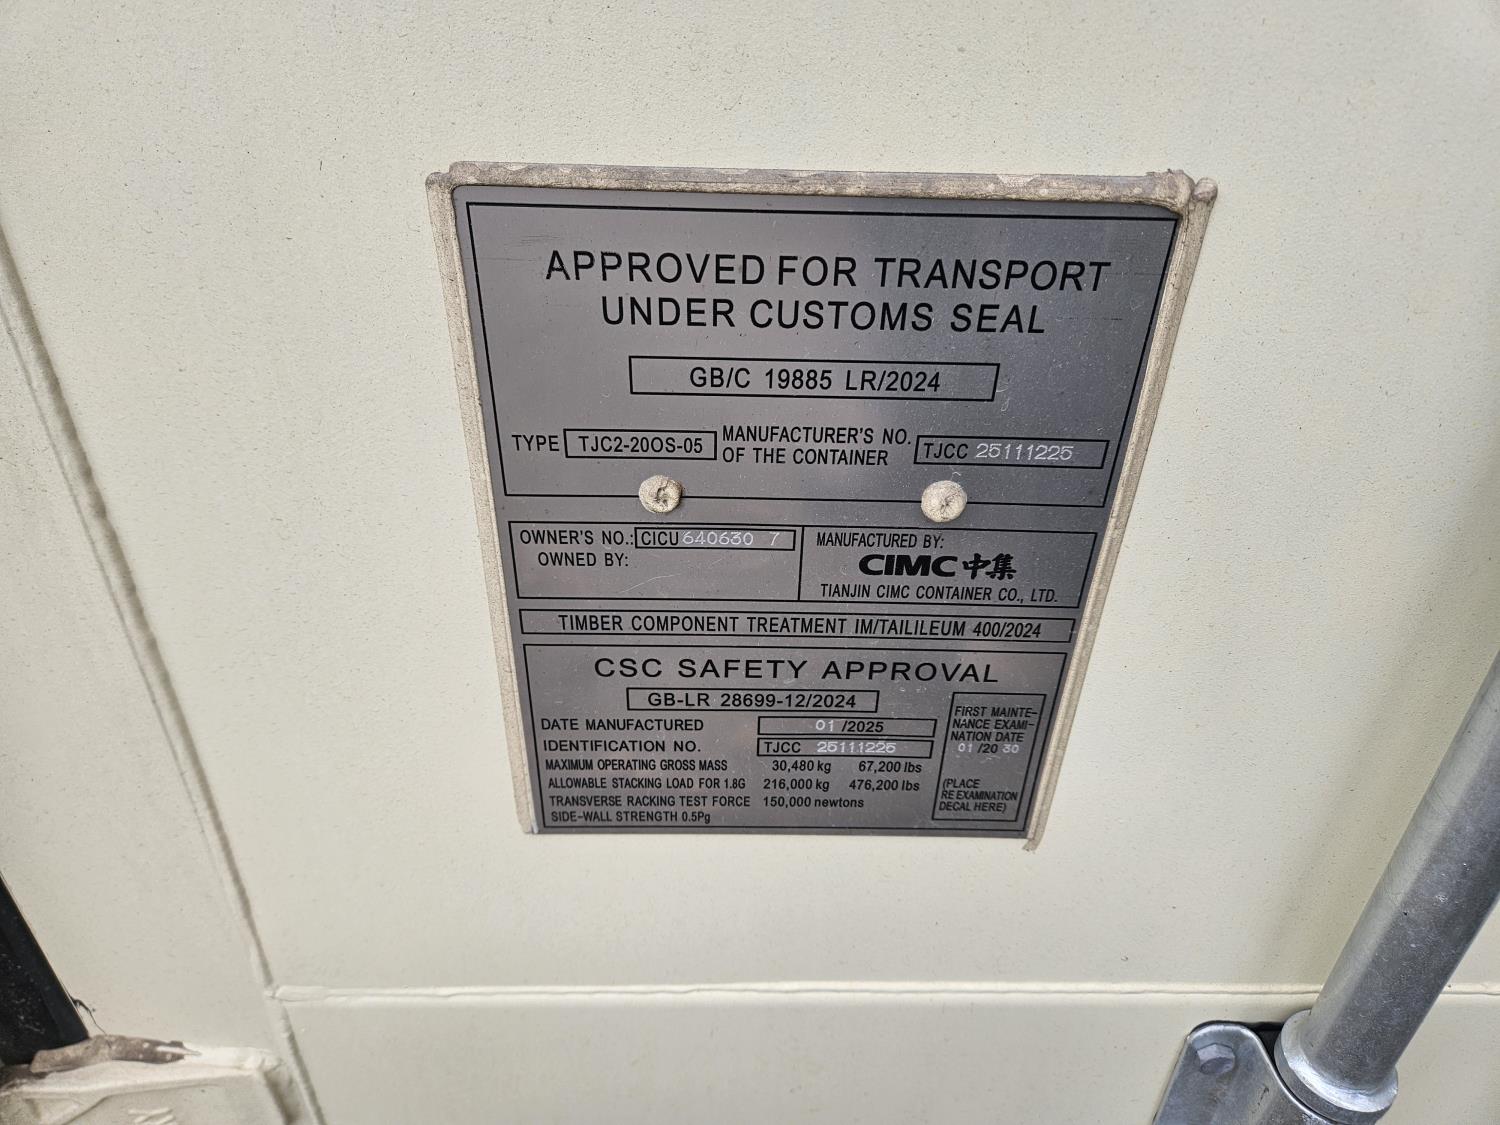 APPROVED FOR TRANSPORT
UNDER CUSTOMS SEAL
GB/C 19885 LR/2024
TYPE TJC2-20OS-05
MANUFACTURER'S NO.
OF THE CONTAINER
TJCC 25111225
OWNER'S NO.: CICU 640630 7
OWNED BY:
MANUFACTURED BY:
CIMC 中集
TIANJIN CIMC CONTAINER CO., LTD.
TIMBER COMPONENT TREATMENT IM/TAILILEUM 400/2024
CSC SAFETY APPROVAL
GB-LR 28699-12/2024
DATE MANUFACTURED 01 /2025
IDENTIFICATION NO. TJCC 25111225
MAXIMUM OPERATING GROSS MASS 30,480 kg 67,200 lbs
ALLOWABLE STACKING LOAD FOR 1.8G 216,000 kg 476,200 lbs
TRANSVERSE RACKING TEST FORCE 150,000 newtons
SIDE-WALL STRENGTH 0.5Pg
FIRST MAINTE-
NANCE EXAMI-
NATION DATE
01 /20 30
(PLACE
RE EXAMINATION
DECAL HERE)